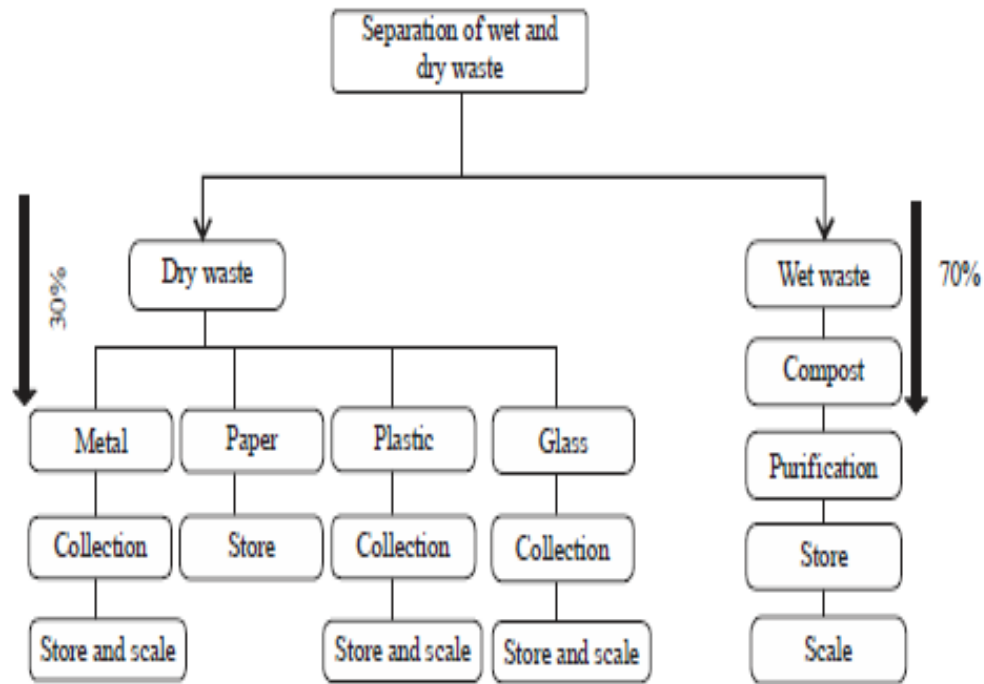 Separation of wet and
dry waste
30%
Dry waste
Wet waste
70%
Compost
Metal
Paper
Plastic
Glass
Purification
Collection
Store
Collection
Collection
Store
Store and scale
Store and scale
Store and scale
Scale